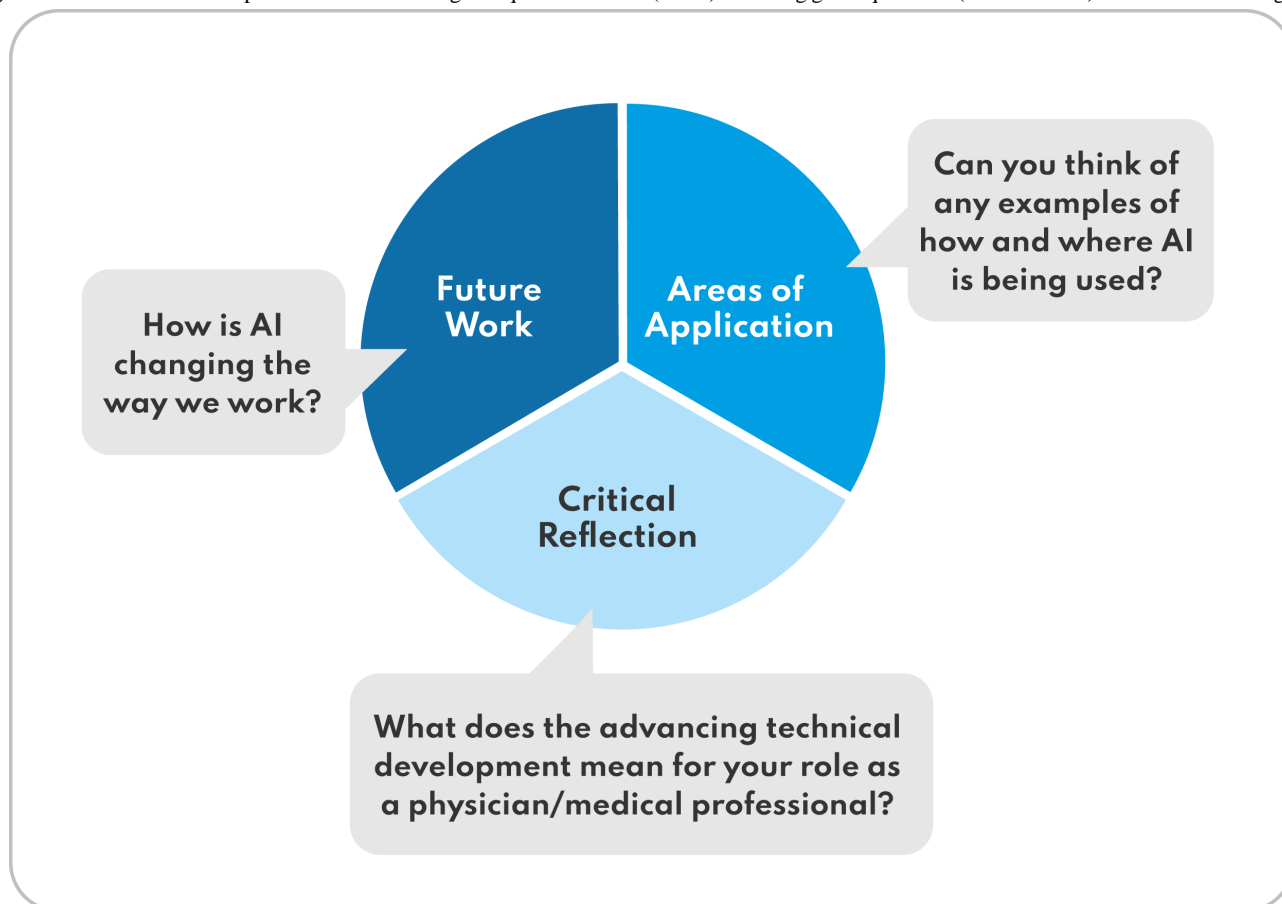 Can you think of
any examples of
how and where AI
is being used?
Future
Work
Areas of
Application
How is AI
changing the
way we work?
Critical
Reflection
What does the advancing technical
development mean for your role as
a physician/medical professional?